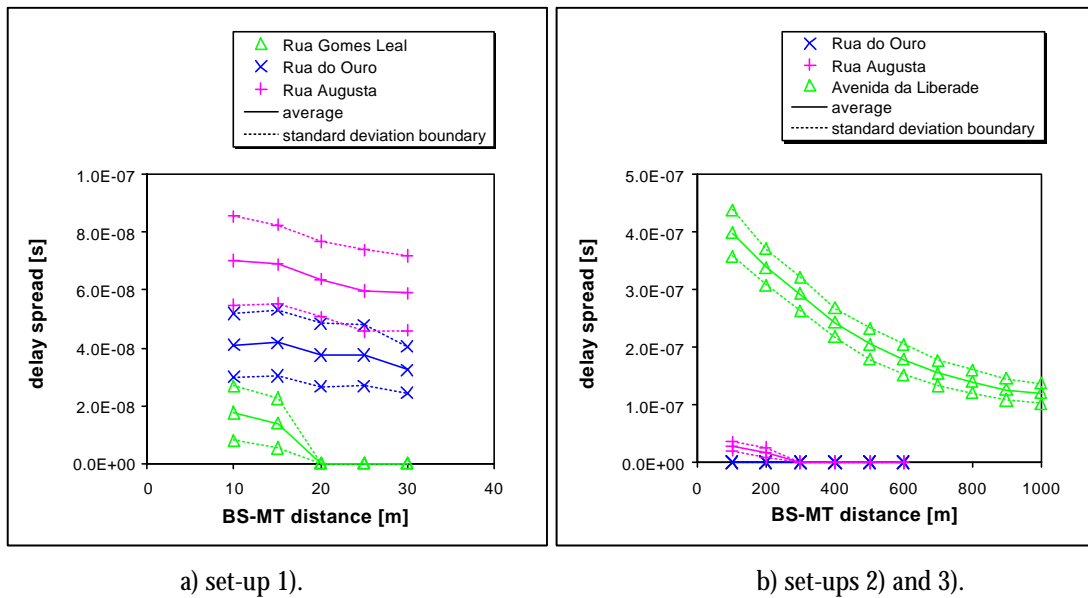 Rua Gomes Leal
Rua do Ouro
Rua Augusta
average
standard deviation boundary
1.0E-07
8.0E-08
6.0E-08
4.0E-08
2.0E-08
0.0E+00
delay spread [s]
0 10 20 30 40
BS-MT distance [m]
a) set-up 1).
Rua do Ouro
Rua Augusta
Avenida da Liberade
average
standard deviation boundary
5.0E-07
4.0E-07
3.0E-07
2.0E-07
1.0E-07
0.0E+00
delay spread [s]
0 200 400 600 800 1000
BS-MT distance [m]
b) set-ups 2) and 3).